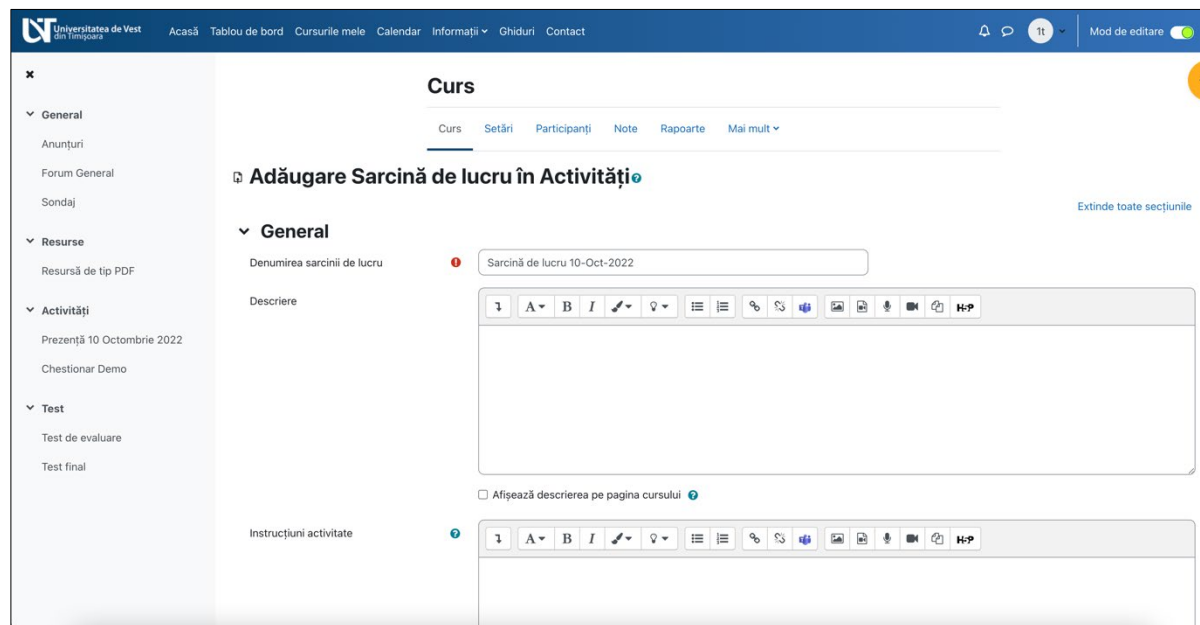 Universitatea de Vest
din Timișoara
Acasă Tablou de bord Cursurile mele Calendar Informații Ghiduri Contact
1t
Mod de editare
General
Anunțuri
Forum General
Sondaj
Resurse
Resursă de tip PDF
Activități
Prezență 10 Octombrie 2022
Chestionar Demo
Test
Test de evaluare
Test final
Curs
Curs Setări Participanți Note Rapoarte Mai mult
Adăugare Sarcină de lucru în Activități
Extinde toate secțiunile
General
Denumirea sarcinii de lucru
Sarcină de lucru 10-Oct-2022
Descriere
A B I H5P
Afișează descrierea pe pagina cursului
Instrucțiuni activitate
A B I H5P